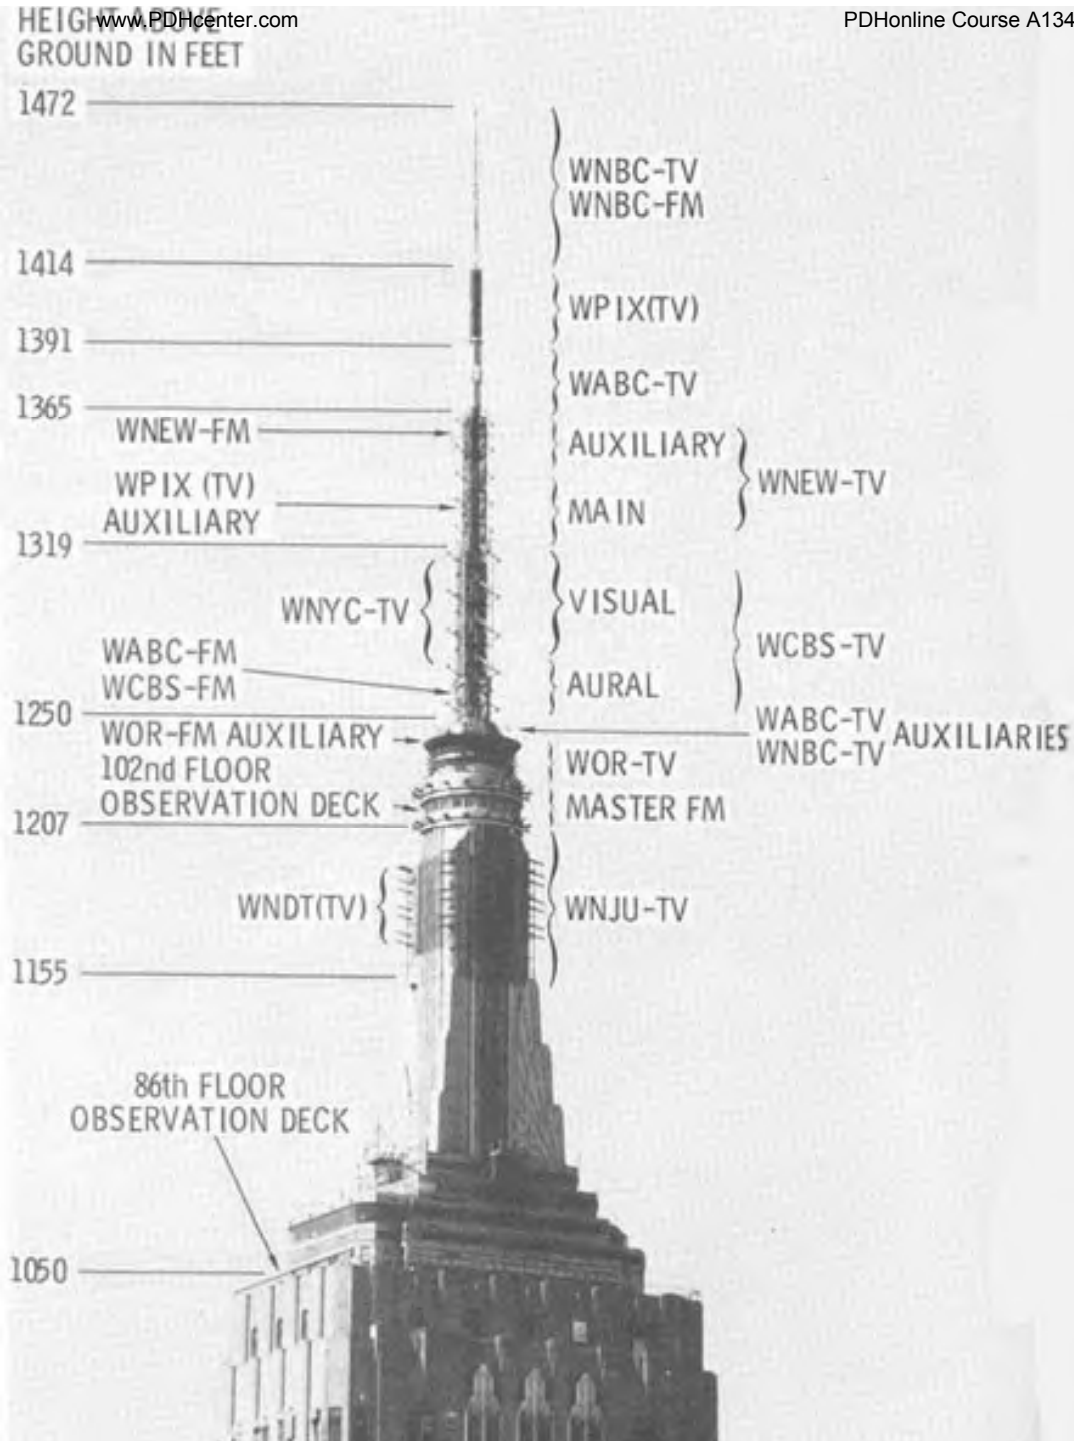 www.PDHcenter.com
PDHonline Course A134
HEIGHT ABOVE
GROUND IN FEET
1472
WNBC-TV
WNBC-FM
1414
WPIX(TV)
1391
WABC-TV
1365
WNEW-FM
AUXILIARY
WNEW-TV
WPIX (TV)
AUXILIARY
MAIN
1319
WNYC-TV
VISUAL
WCBS-TV
WABC-FM
WCBS-FM
AURAL
1250
WABC-TV
WNBC-TV
AUXILIARIES
WOR-FM AUXILIARY
102nd FLOOR
OBSERVATION DECK
WOR-TV
MASTER FM
1207
WNDT(TV)
WNJU-TV
1155
86th FLOOR
OBSERVATION DECK
1050